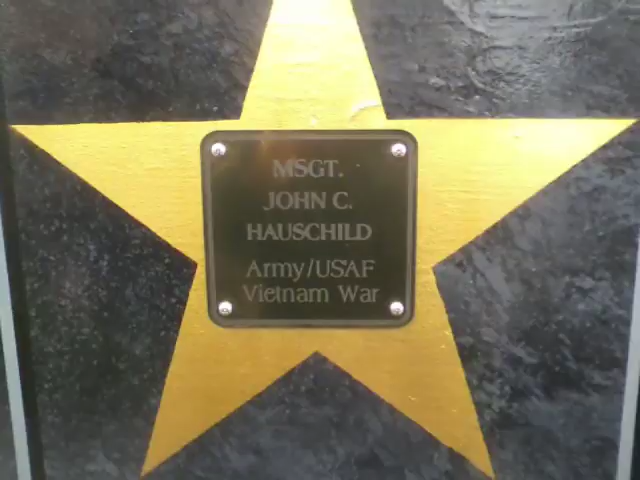 MSGT.
JOHN C.
HAUSCHILD
Army/USAF
Vietnam War